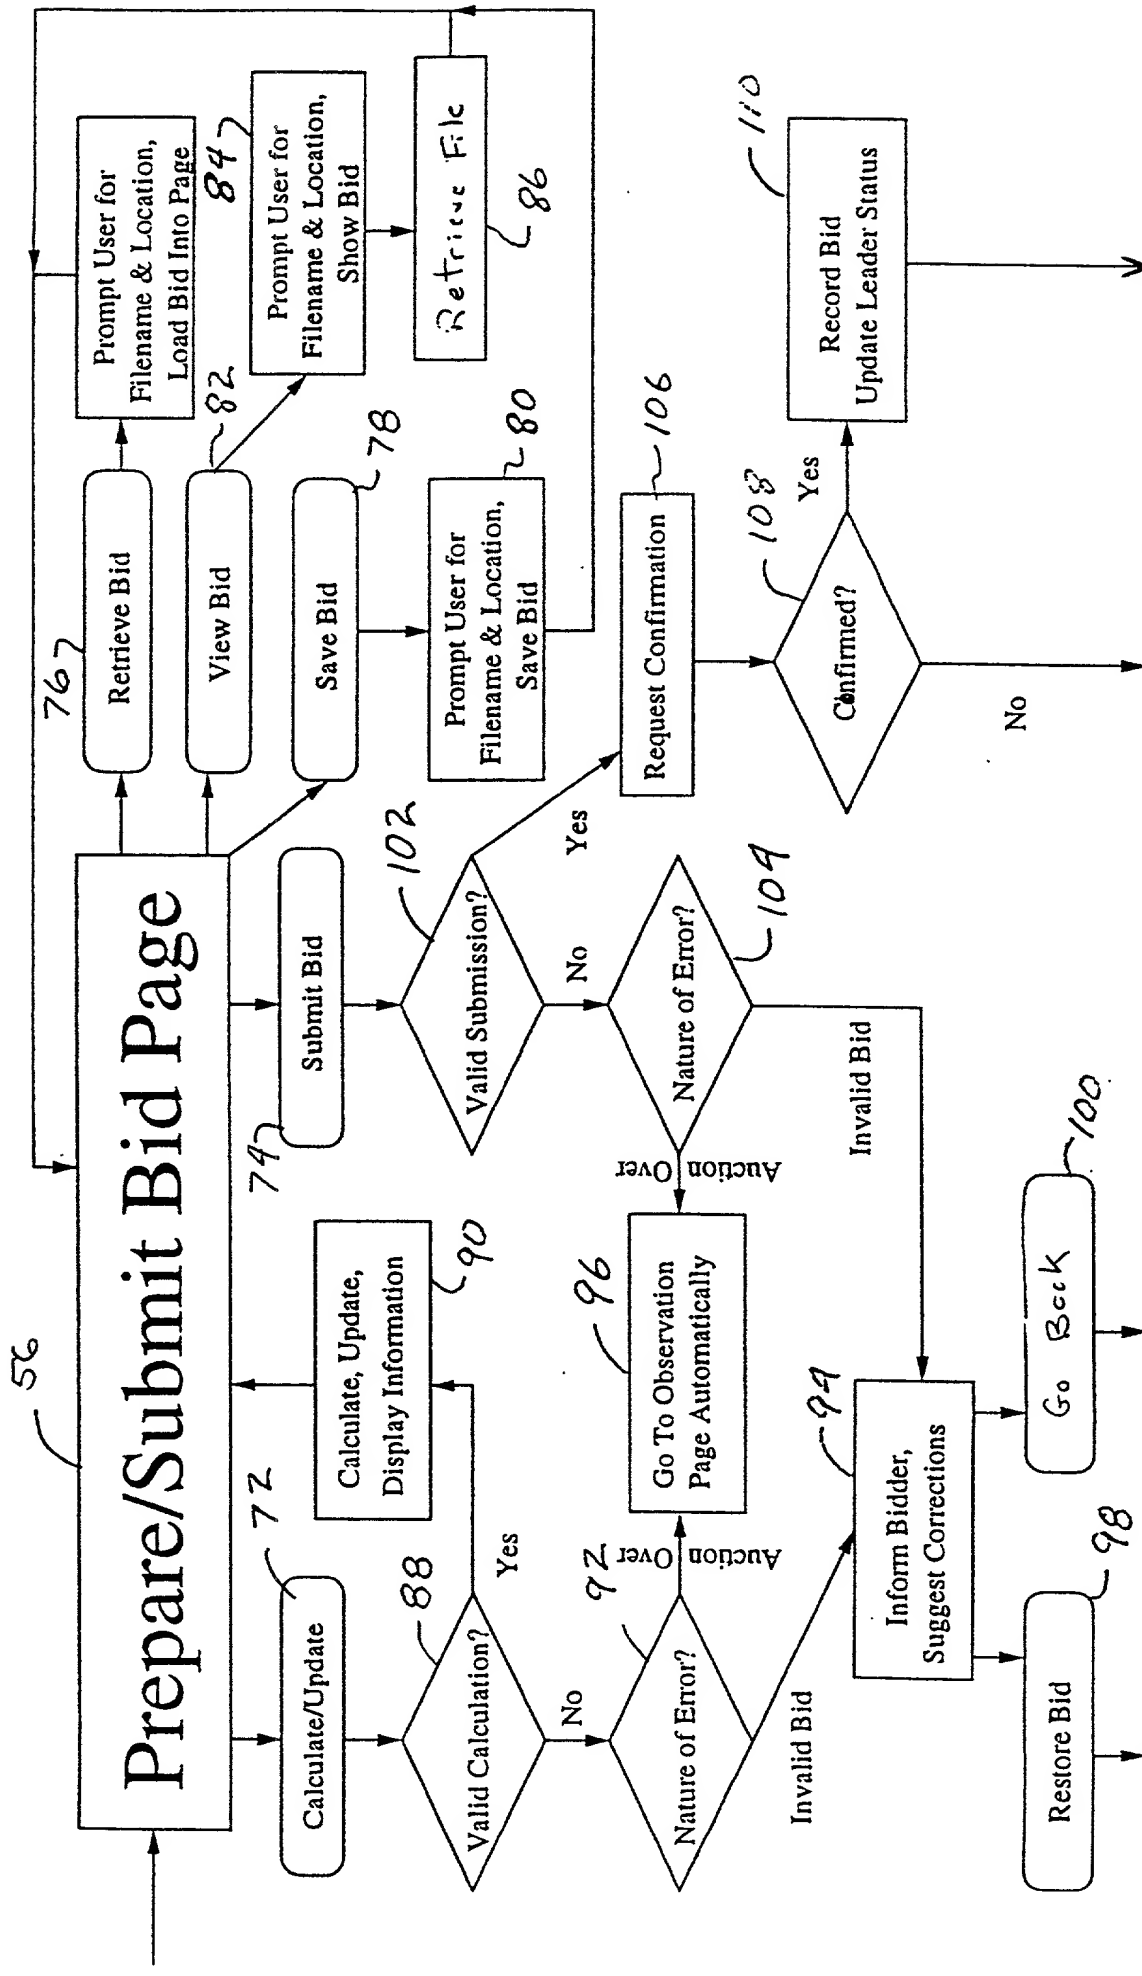 56
Prepare/Submit Bid Page
72
Calculate/Update
88
Valid Calculation?
Yes
No
90
Calculate, Update,
Display Information
92
Nature of Error?
Auction
Over
Invalid Bid
96
Go To Observation
Page Automatically
94
Inform Bidder,
Suggest Corrections
98
Restore Bid
100
Go Back
74
Submit Bid
102
Valid Submission?
Yes
No
104
Nature of Error?
Auction
Over
Invalid Bid
76
Retrieve Bid
Prompt User for
Filename & Location,
Load Bid Into Page
82
View Bid
84
Prompt User for
Filename & Location,
Show Bid
Retrieve File
86
78
Save Bid
80
Prompt User for
Filename & Location,
Save Bid
106
Request Confirmation
108
Confirmed?
Yes
No
110
Record Bid
Update Leader Status